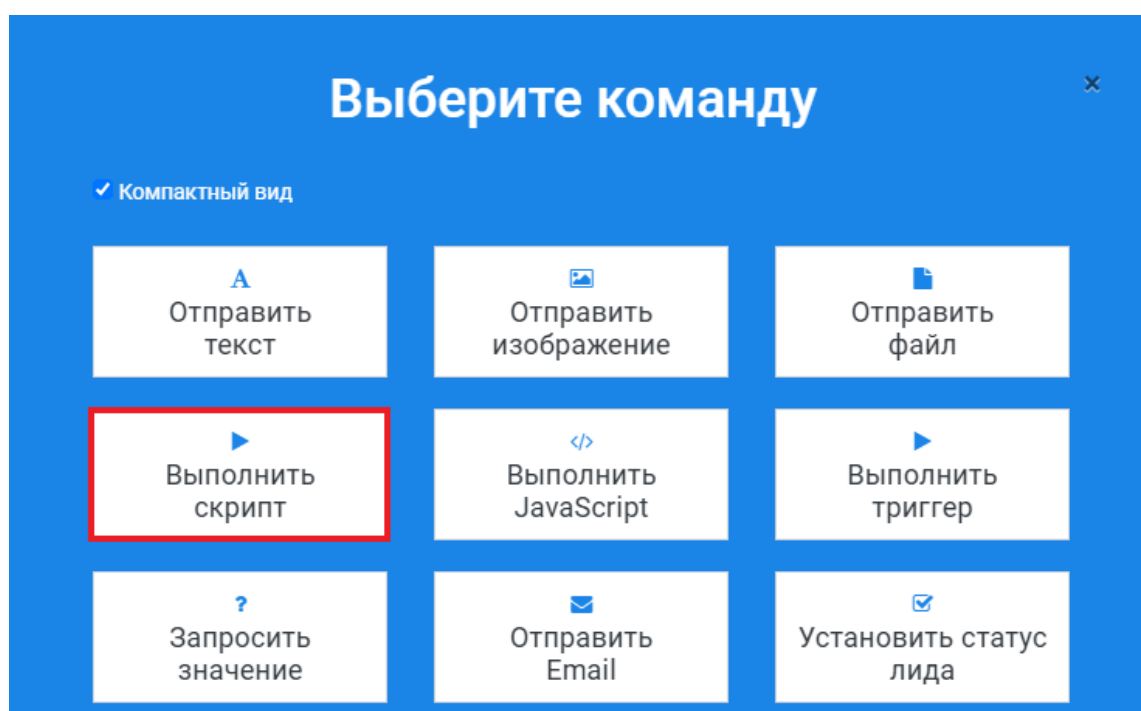 Выберите команду
Компактный вид
Отправить
текст
Отправить
изображение
Отправить
файл
Выполнить
скрипт
Выполнить
JavaScript
Выполнить
триггер
Запросить
значение
Отправить
Email
Установить статус
лида